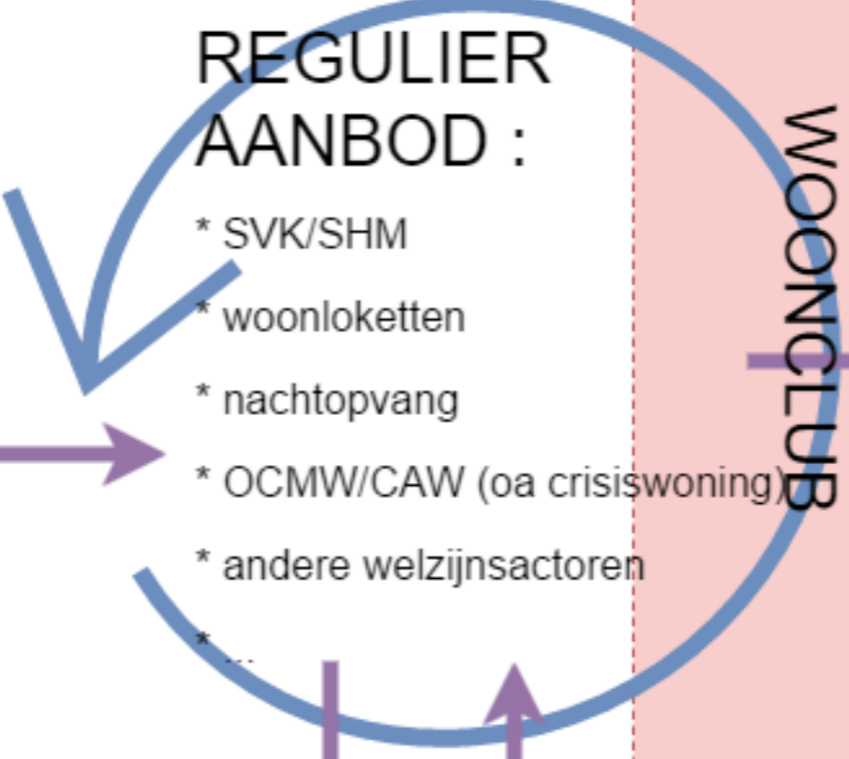 REGULIER
AANBOD :
* SVK/SHM
* woonloketten
* nachtopvang
* OCMW/CAW (oa crisiswoning)
* andere welzijnsactoren
* ...
WOONCLUB